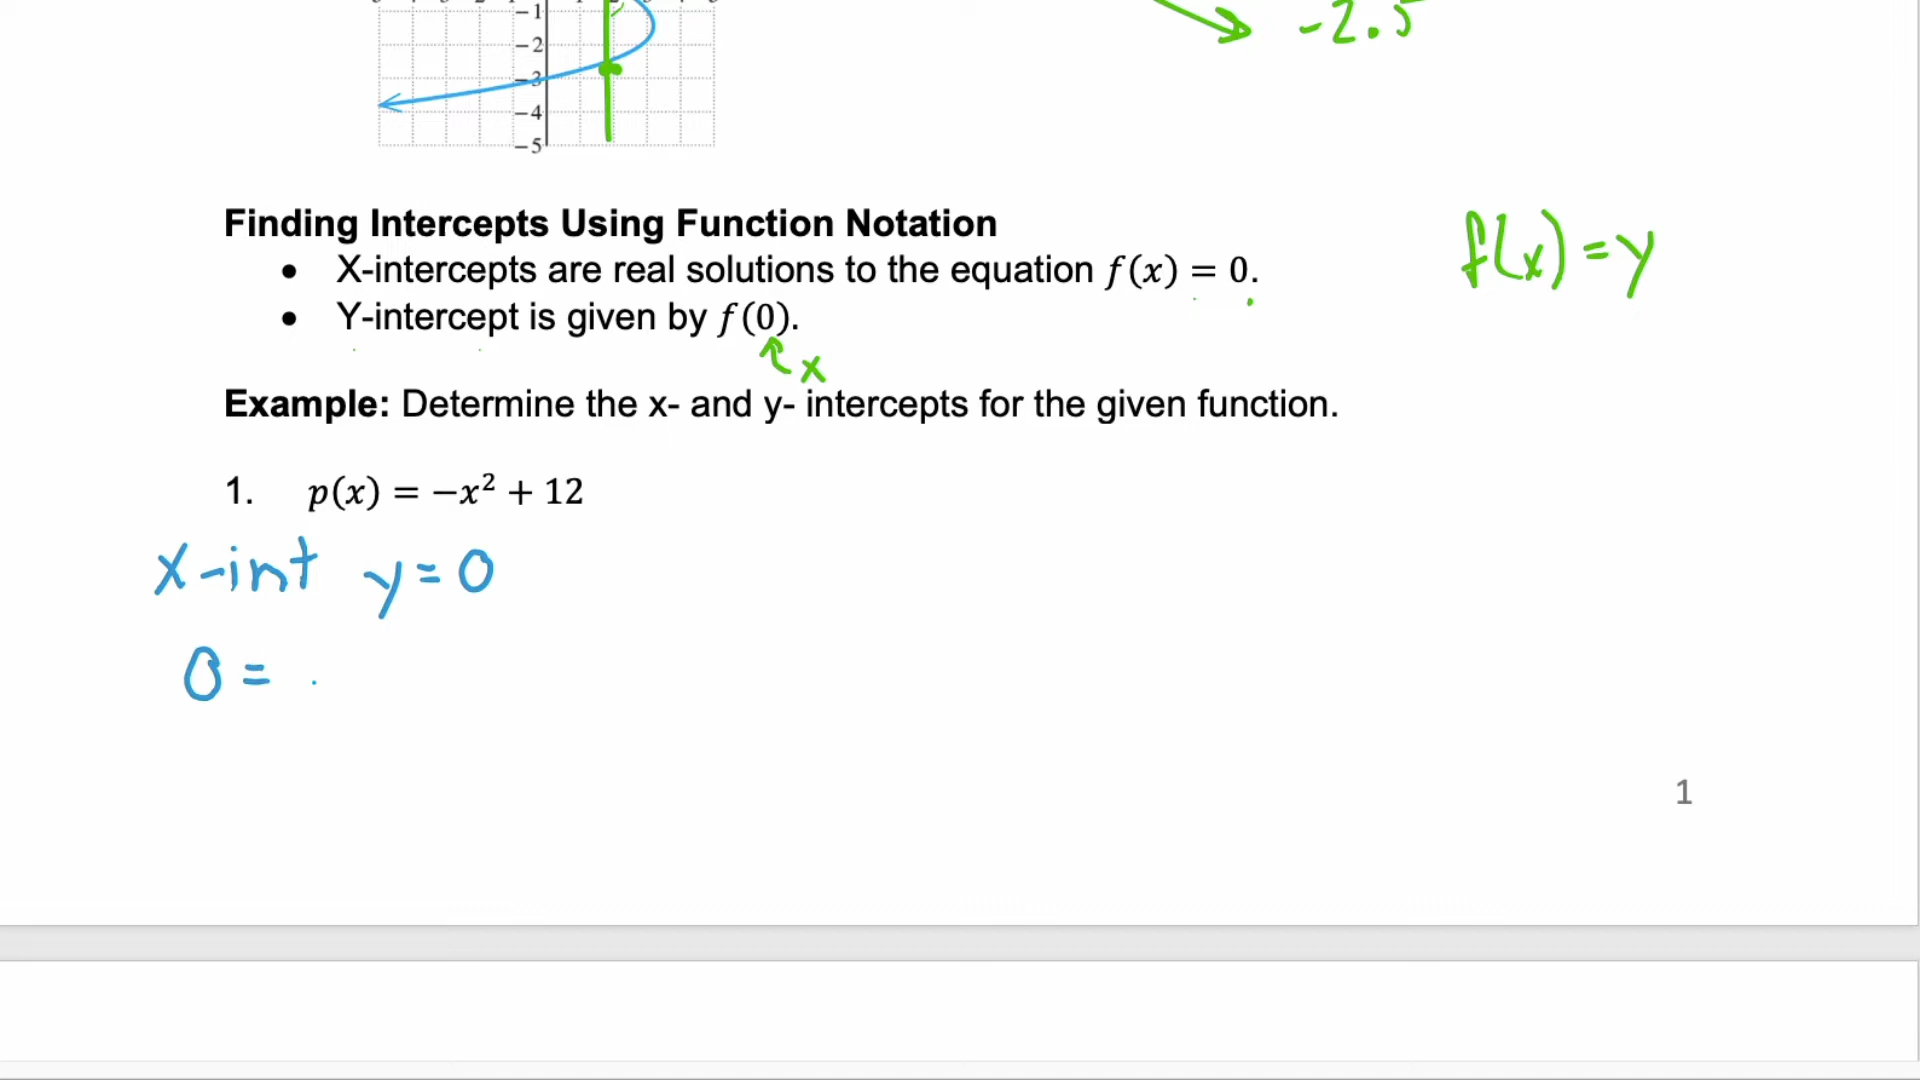 -1
-2
-3
-4
-5
-2.5
Finding Intercepts Using Function Notation
• X-intercepts are real solutions to the equation f(x) = 0.
f(x) = y
• Y-intercept is given by f(0).
x
Example: Determine the x- and y- intercepts for the given function.
1. p(x) = −x² + 12
x-int y = 0
0 =
1